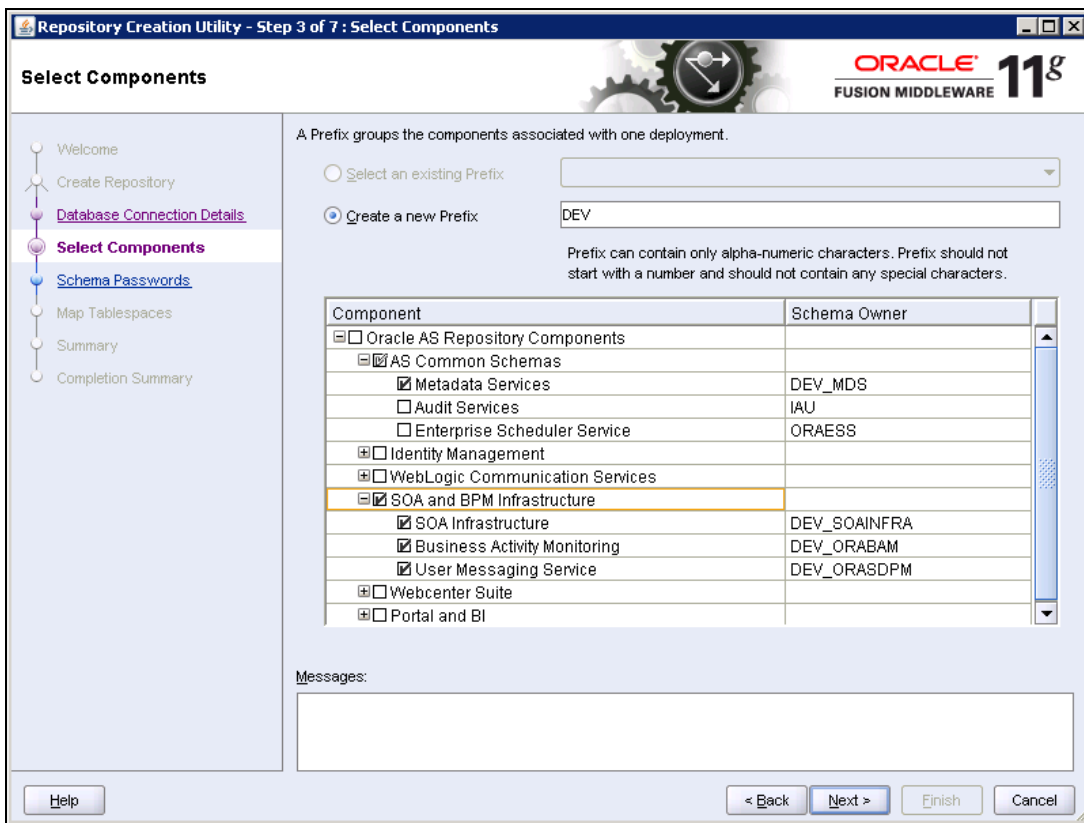 Repository Creation Utility - Step 3 of 7 : Select Components
Select Components
ORACLE
FUSION MIDDLEWARE 11g
Welcome
Create Repository
Database Connection Details
Select Components
Schema Passwords
Map Tablespaces
Summary
Completion Summary
A Prefix groups the components associated with one deployment.
Select an existing Prefix
Create a new Prefix DEV
Prefix can contain only alpha-numeric characters. Prefix should not
start with a number and should not contain any special characters.
Component Schema Owner
Oracle AS Repository Components
AS Common Schemas
Metadata Services DEV_MDS
Audit Services IAU
Enterprise Scheduler Service ORAESS
Identity Management
WebLogic Communication Services
SOA and BPM Infrastructure
SOA Infrastructure DEV_SOAINFRA
Business Activity Monitoring DEV_ORABAM
User Messaging Service DEV_ORASDPM
Webcenter Suite
Portal and BI
Messages:
Help < Back Next > Finish Cancel